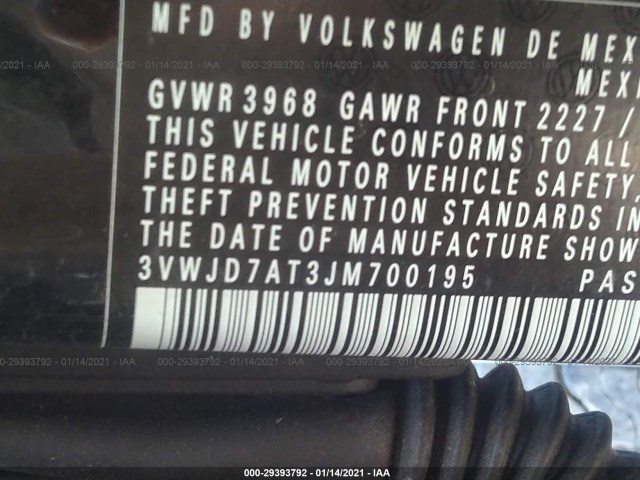 MFD BY VOLKSWAGEN DE MEX
MEXI
GVWR 3968 GAWR FRONT 2227 /
THIS VEHICLE CONFORMS TO ALL
FEDERAL MOTOR VEHICLE SAFETY,
THEFT PREVENTION STANDARDS IN
THE DATE OF MANUFACTURE SHOW
3VWJD7AT3JM700195 PAS
000-29393792 - 01/14/2021 - IAA